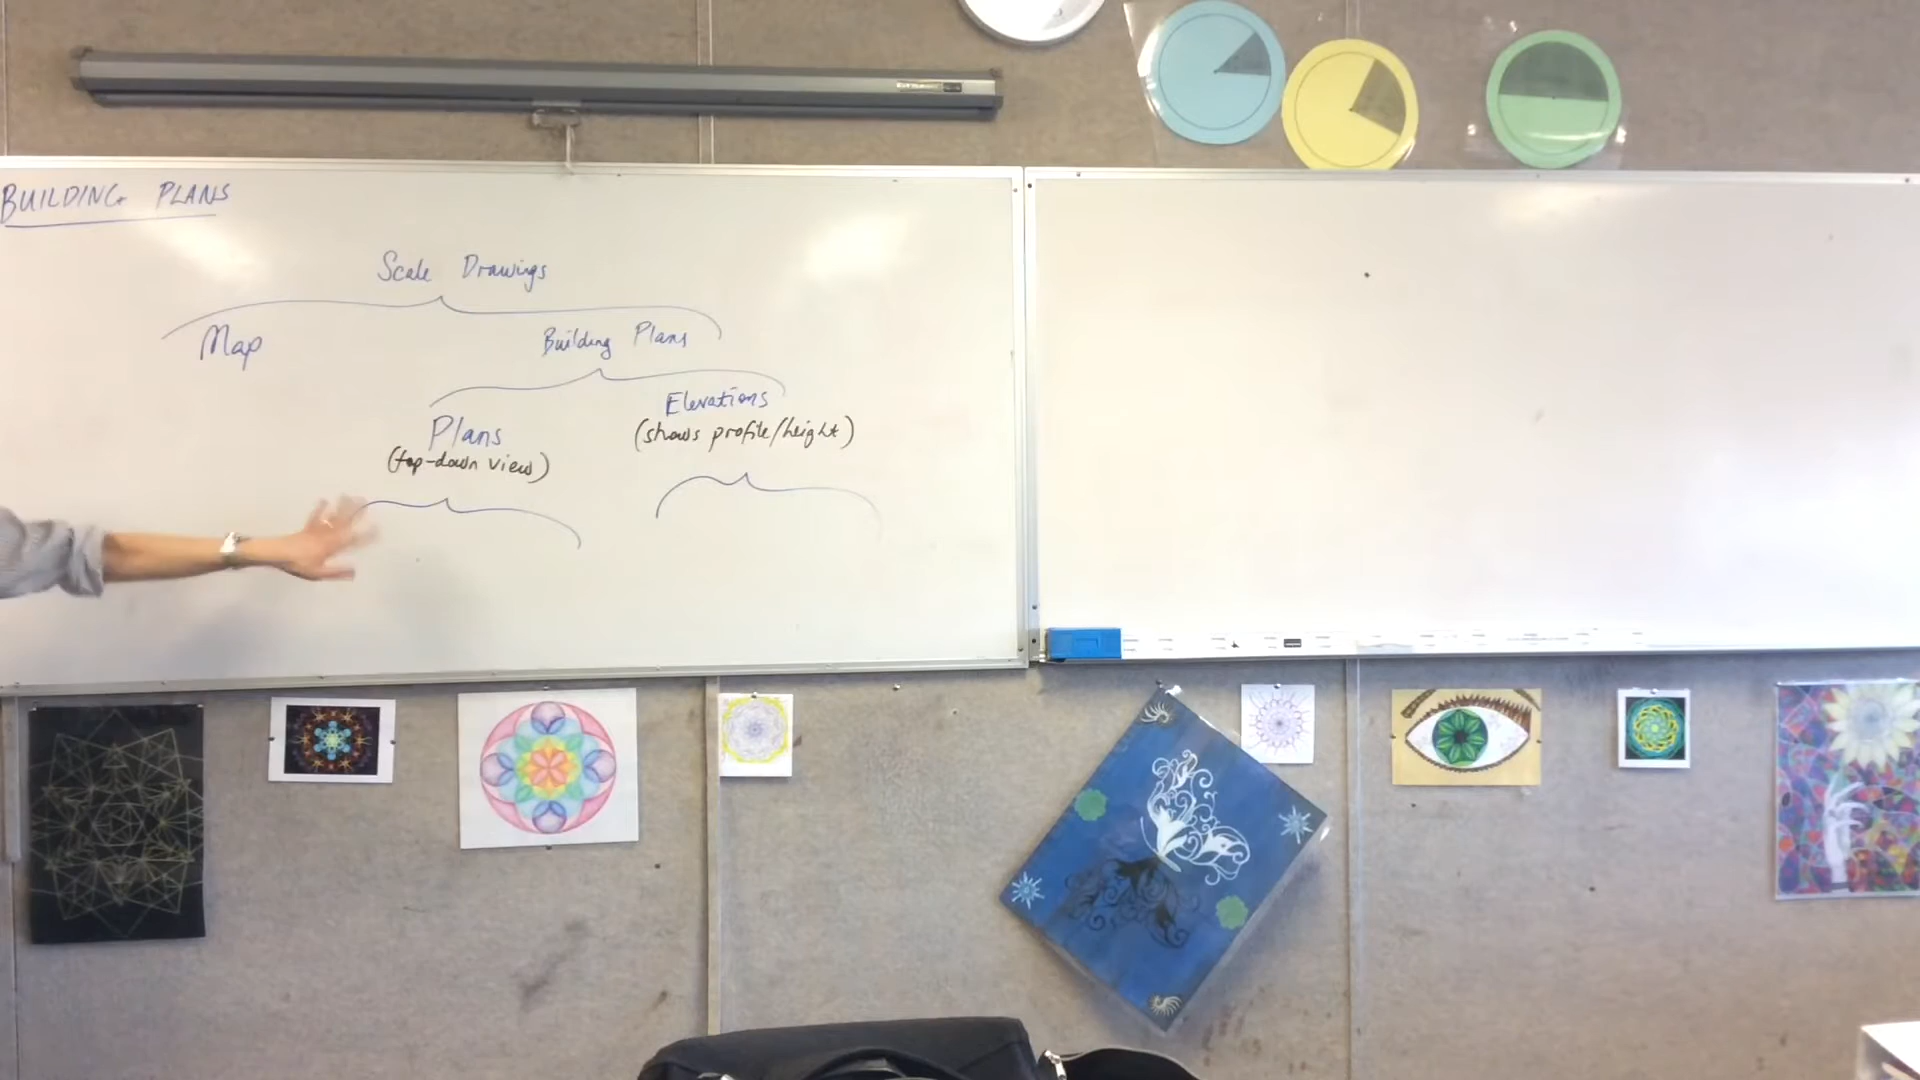 BUILDING PLANS
Scale Drawings
Map
Building Plans
Plans
(top-down view)
Elevations
(shows profile/height)